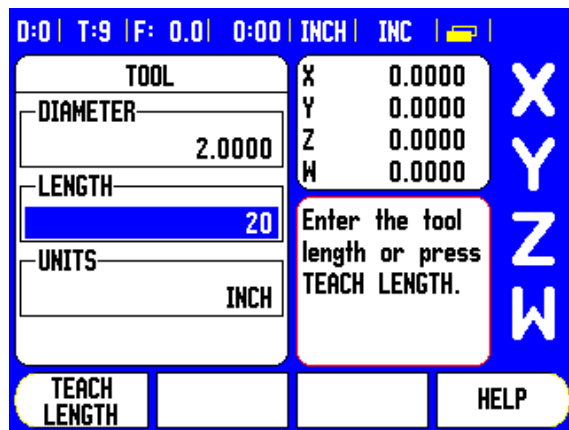 D:0 | T:9 | F: 0.0 | 0:00 | INCH | INC |
TOOL
DIAMETER
2.0000
LENGTH
20
UNITS
INCH
X 0.0000
Y 0.0000
Z 0.0000
W 0.0000
Enter the tool
length or press
TEACH LENGTH.
X
Y
Z
W
TEACH
LENGTH
HELP